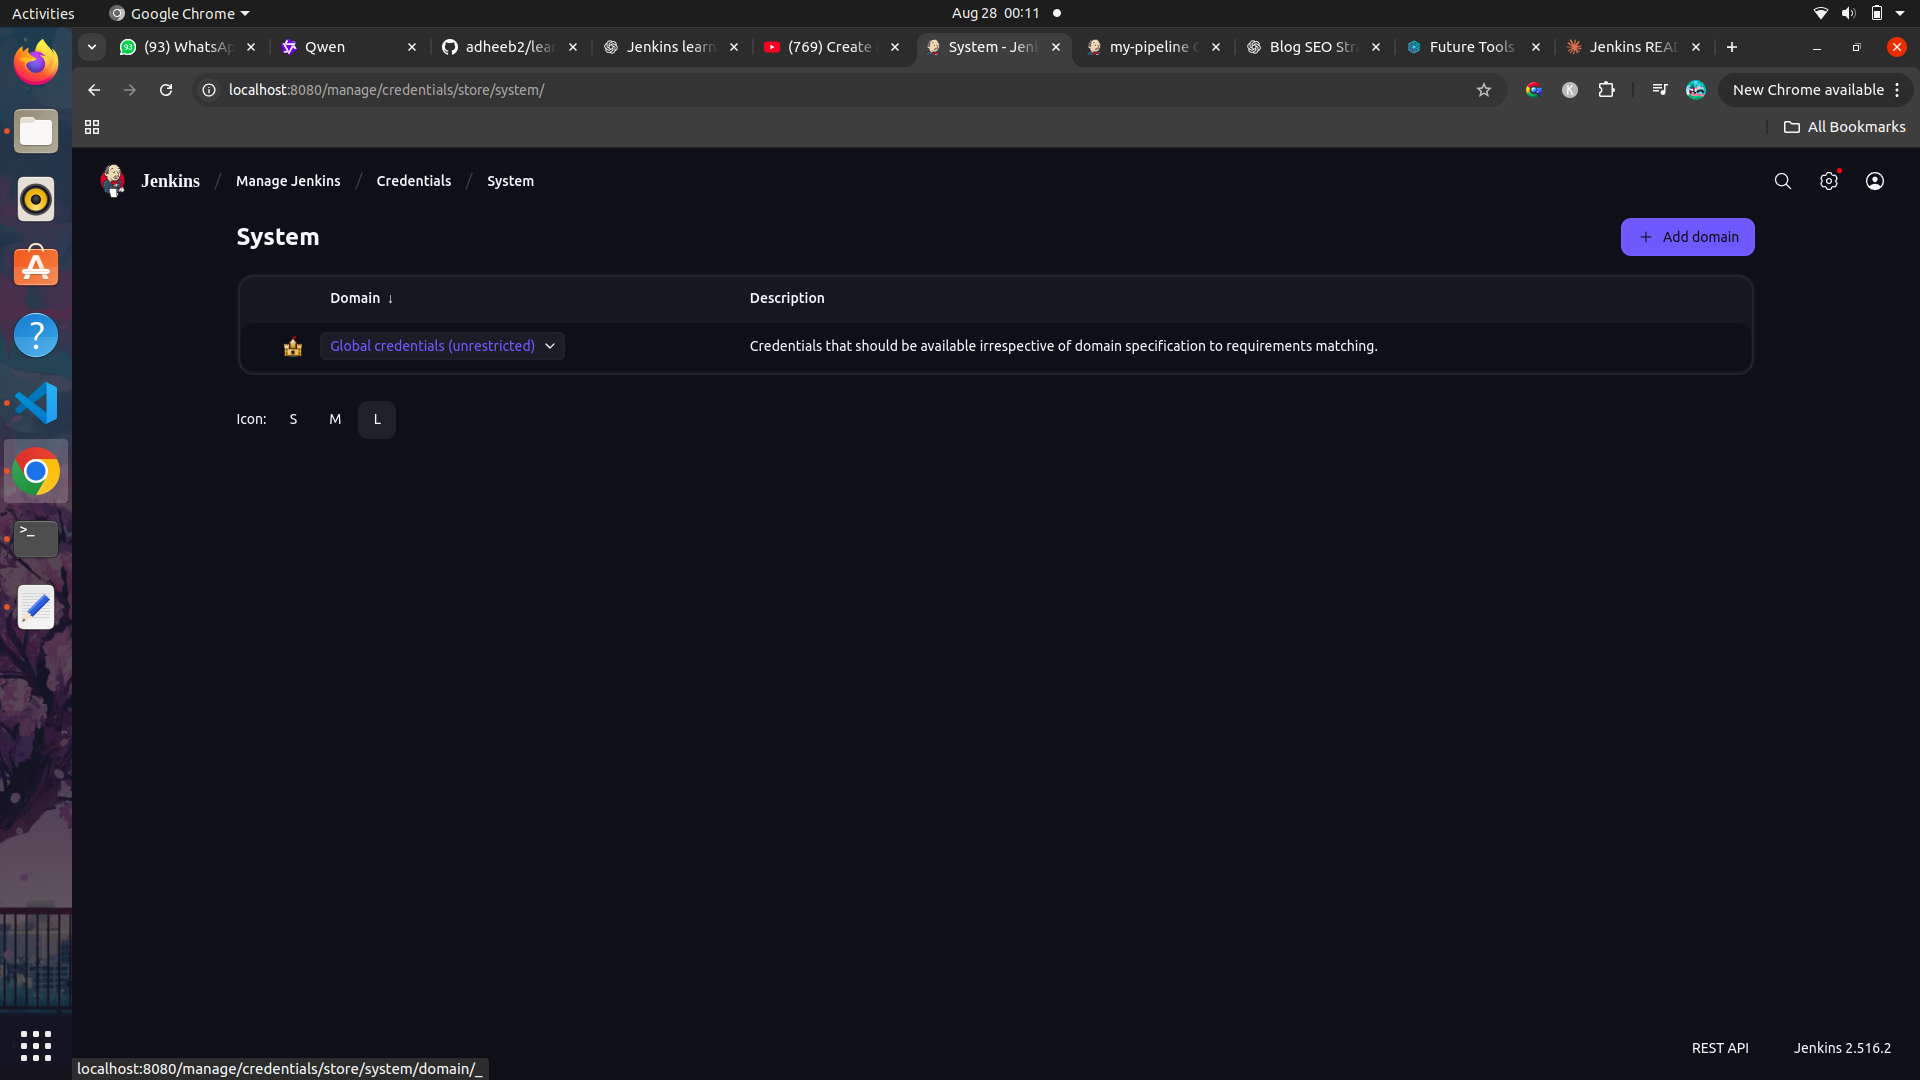 Activities
Google Chrome
Aug 28 00:11
(93) WhatsAp
Qwen
adheeb2/lear
Jenkins learn
(769) Create
System - Jenk
my-pipeline
Blog SEO Str
Future Tools
Jenkins READ
localhost:8080/manage/credentials/store/system/
New Chrome available
All Bookmarks
Jenkins / Manage Jenkins / Credentials / System
System
+ Add domain
Domain ↓
Description
Global credentials (unrestricted)
Credentials that should be available irrespective of domain specification to requirements matching.
Icon: S M L
REST API
Jenkins 2.516.2
localhost:8080/manage/credentials/store/system/domain/_